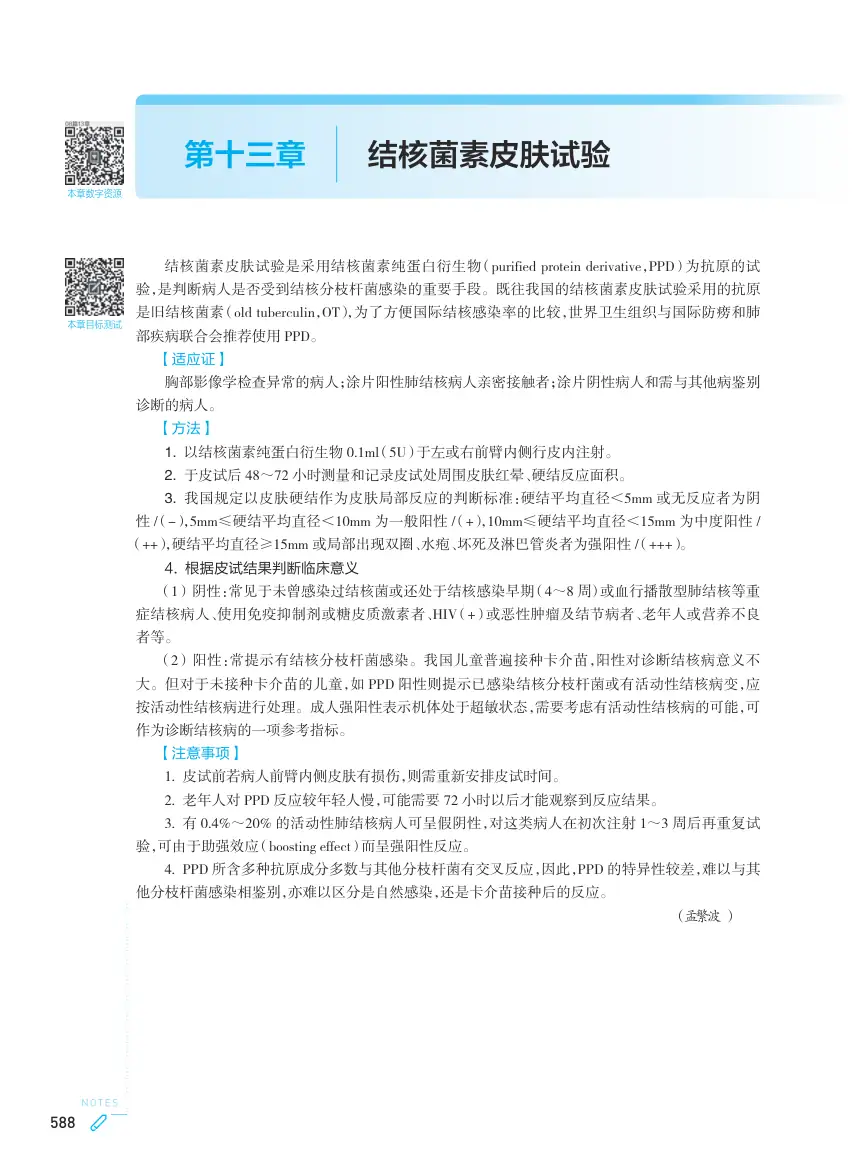 08篇13章
本章数字资源
第十三章
结核菌素皮肤试验
本章目标测试
结核菌素皮肤试验是采用结核菌素纯蛋白衍生物(purified protein derivative,PPD)为抗原的试
验,是判断病人是否受到结核分枝杆菌感染的重要手段。既往我国的结核菌素皮肤试验采用的抗原
是旧结核菌素(old tuberculin,OT),为了方便国际结核感染率的比较,世界卫生组织与国际防痨和肺
部疾病联合会推荐使用 PPD。
【适应证】
胸部影像学检查异常的病人;涂片阳性肺结核病人亲密接触者;涂片阴性病人和需与其他病鉴别
诊断的病人。
【方法】
1. 以结核菌素纯蛋白衍生物 0.1ml(5U)于左或右前臂内侧行皮内注射。
2. 于皮试后 48~72 小时测量和记录皮试处周围皮肤红晕、硬结反应面积。
3. 我国规定以皮肤硬结作为皮肤局部反应的判断标准:硬结平均直径<5mm 或无反应者为阴
性 /(-),5mm≤硬结平均直径<10mm 为一般阳性 /(+),10mm≤硬结平均直径<15mm 为中度阳性 /
(++),硬结平均直径≥15mm 或局部出现双圈、水疱、坏死及淋巴管炎者为强阳性 /(+++)。
4. 根据皮试结果判断临床意义
(1)阴性:常见于未曾感染过结核菌或还处于结核感染早期(4~8 周)或血行播散型肺结核等重
症结核病人、使用免疫抑制剂或糖皮质激素者、HIV(+)或恶性肿瘤及结节病者、老年人或营养不良
者等。
(2)阳性:常提示有结核分枝杆菌感染。我国儿童普遍接种卡介苗,阳性对诊断结核病意义不
大。但对于未接种卡介苗的儿童,如 PPD 阳性则提示已感染结核分枝杆菌或有活动性结核病变,应
按活动性结核病进行处理。成人强阳性表示机体处于超敏状态,需要考虑有活动性结核病的可能,可
作为诊断结核病的一项参考指标。
【注意事项】
1. 皮试前若病人前臂内侧皮肤有损伤,则需重新安排皮试时间。
2. 老年人对 PPD 反应较年轻人慢,可能需要 72 小时以后才能观察到反应结果。
3. 有 0.4%~20% 的活动性肺结核病人可呈假阴性,对这类病人在初次注射 1~3 周后再重复试
验,可由于助强效应(boosting effect)而呈强阳性反应。
4. PPD 所含多种抗原成分多数与其他分枝杆菌有交叉反应,因此,PPD 的特异性较差,难以与其
他分枝杆菌感染相鉴别,亦难以区分是自然感染,还是卡介苗接种后的反应。
(孟繁波 )
NOTES
588